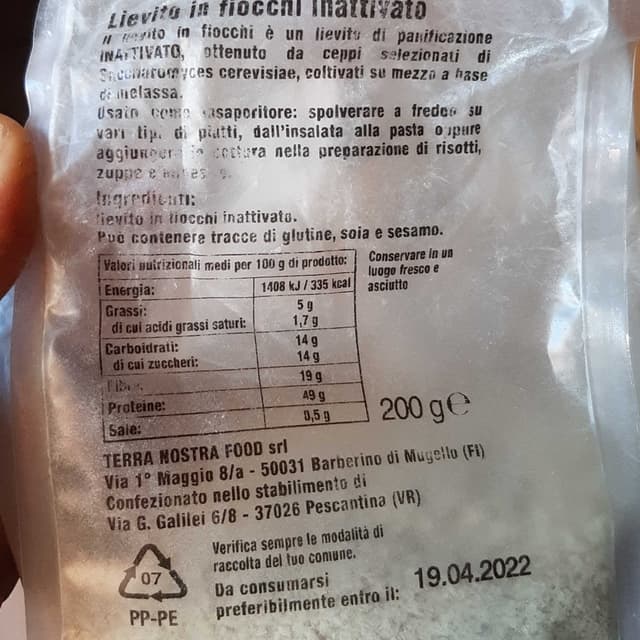 Lievito in fiocchi inattivato
in fiocchi è un lievito di panificazione
INATTIVATO, ottenuto da ceppi selezionati di
Saccharomyces cerevisiae, coltivati su mezzo a base
di melassa.
Usalo come insaporitore: spolverare a freddo su
vari tipi di piatti, dall'insalata alla pasta oppure
aggiungere in cottura nella preparazione di risotti,
zuppe e
Ingredienti:
lievito in fiocchi inattivato.
Può contenere tracce di glutine, soia e sesamo.
Valori nutrizionali medi per 100 g di prodotto:
Energia: 1408 kJ / 335 kcal
Grassi: 5 g
di cui acidi grassi saturi: 1,7 g
Carboidrati: 14 g
di cui zuccheri: 14 g
Fibre: 19 g
Proteine: 49 g
Sale: 0,5 g
Conservare in un
luogo fresco e
asciutto
200 g e
TERRA NOSTRA FOOD srl
Via 1° Maggio 8/a - 50031 Barberino di Mugello (FI)
Confezionato nello stabilimento di
Via G. Galilei 6/8 - 37026 Pescantina (VR)
07
PP-PE
Verifica sempre le modalità di
raccolta del tuo comune.
Da consumarsi
preferibilmente entro il: 19.04.2022